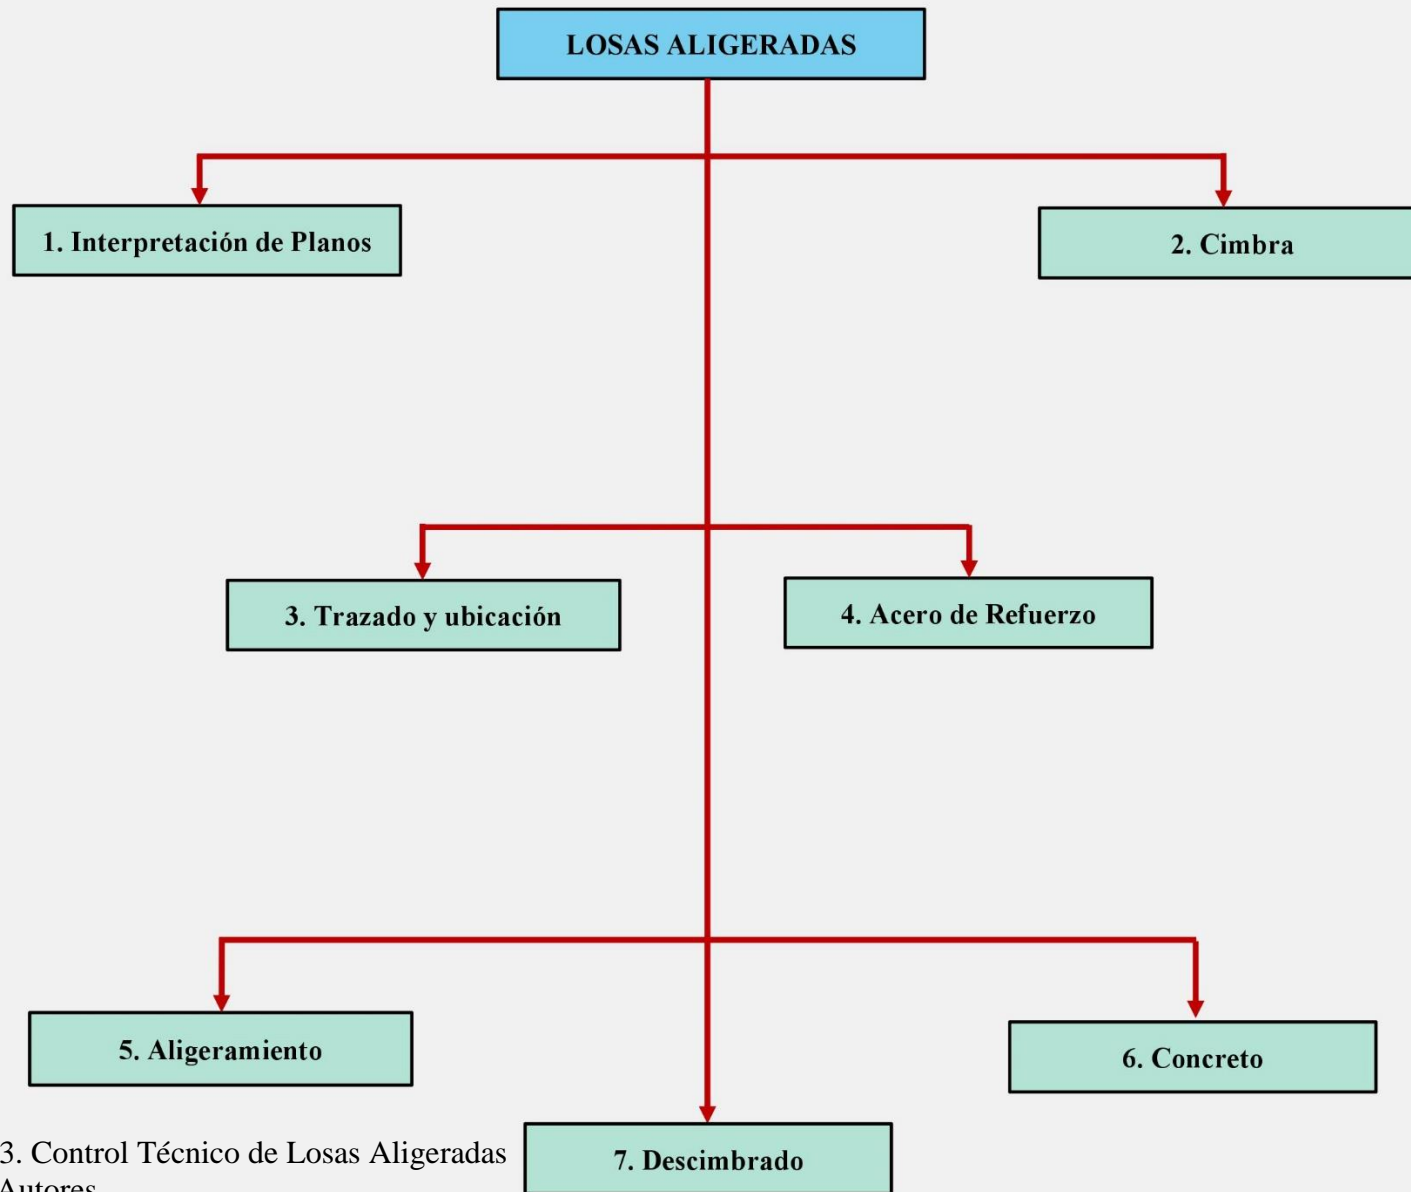 LOSAS ALIGERADAS
1. Interpretación de Planos
2. Cimbra
3. Trazado y ubicación
4. Acero de Refuerzo
5. Aligeramiento
6. Concreto
7. Descimbrado
3. Control Técnico de Losas Aligeradas
Autores